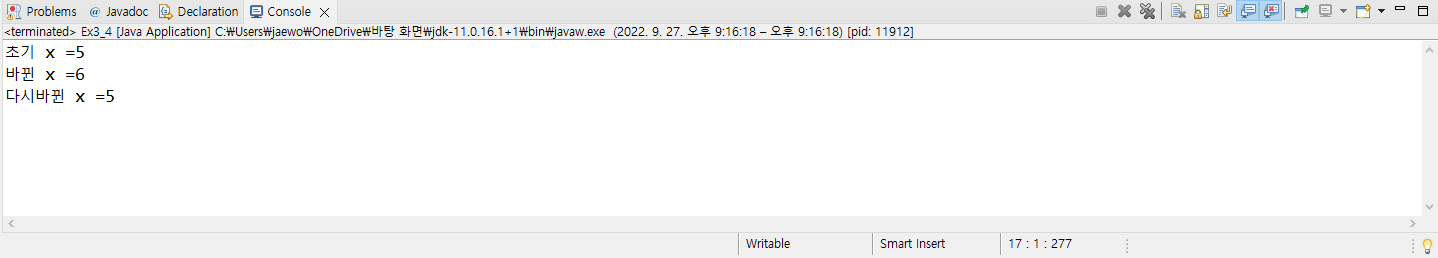 Problems @ Javadoc Declaration Console
<terminated> Ex3_4 [Java Application] C:₩Users₩jaewo₩OneDrive₩바탕 화면₩jdk-11.0.16.1+1₩bin₩javaw.exe (2022. 9. 27. 오후 9:16:18 – 오후 9:16:18) [pid: 11912]
초기 x =5
바뀐 x =6
다시바뀐 x =5
Writable Smart Insert 17 : 1 : 277